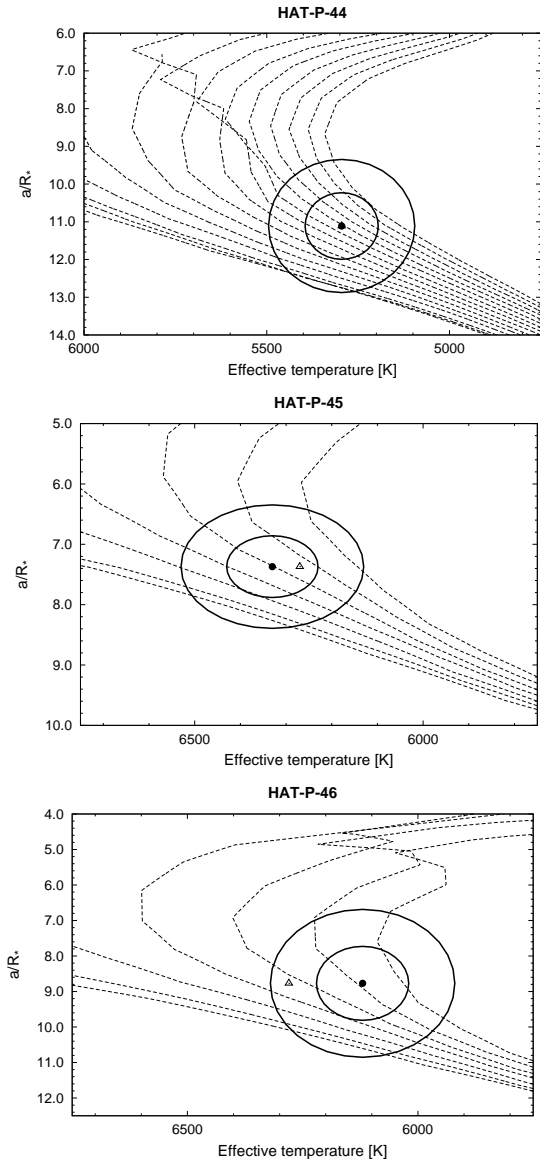 HAT-P-44
6.0
7.0
8.0
9.0
10.0
11.0
12.0
13.0
14.0
a/R*
6000 5500 5000
Effective temperature [K]
HAT-P-45
5.0
6.0
7.0
8.0
9.0
10.0
a/R*
6500 6000
Effective temperature [K]
HAT-P-46
4.0
5.0
6.0
7.0
8.0
9.0
10.0
11.0
12.0
a/R*
6500 6000
Effective temperature [K]